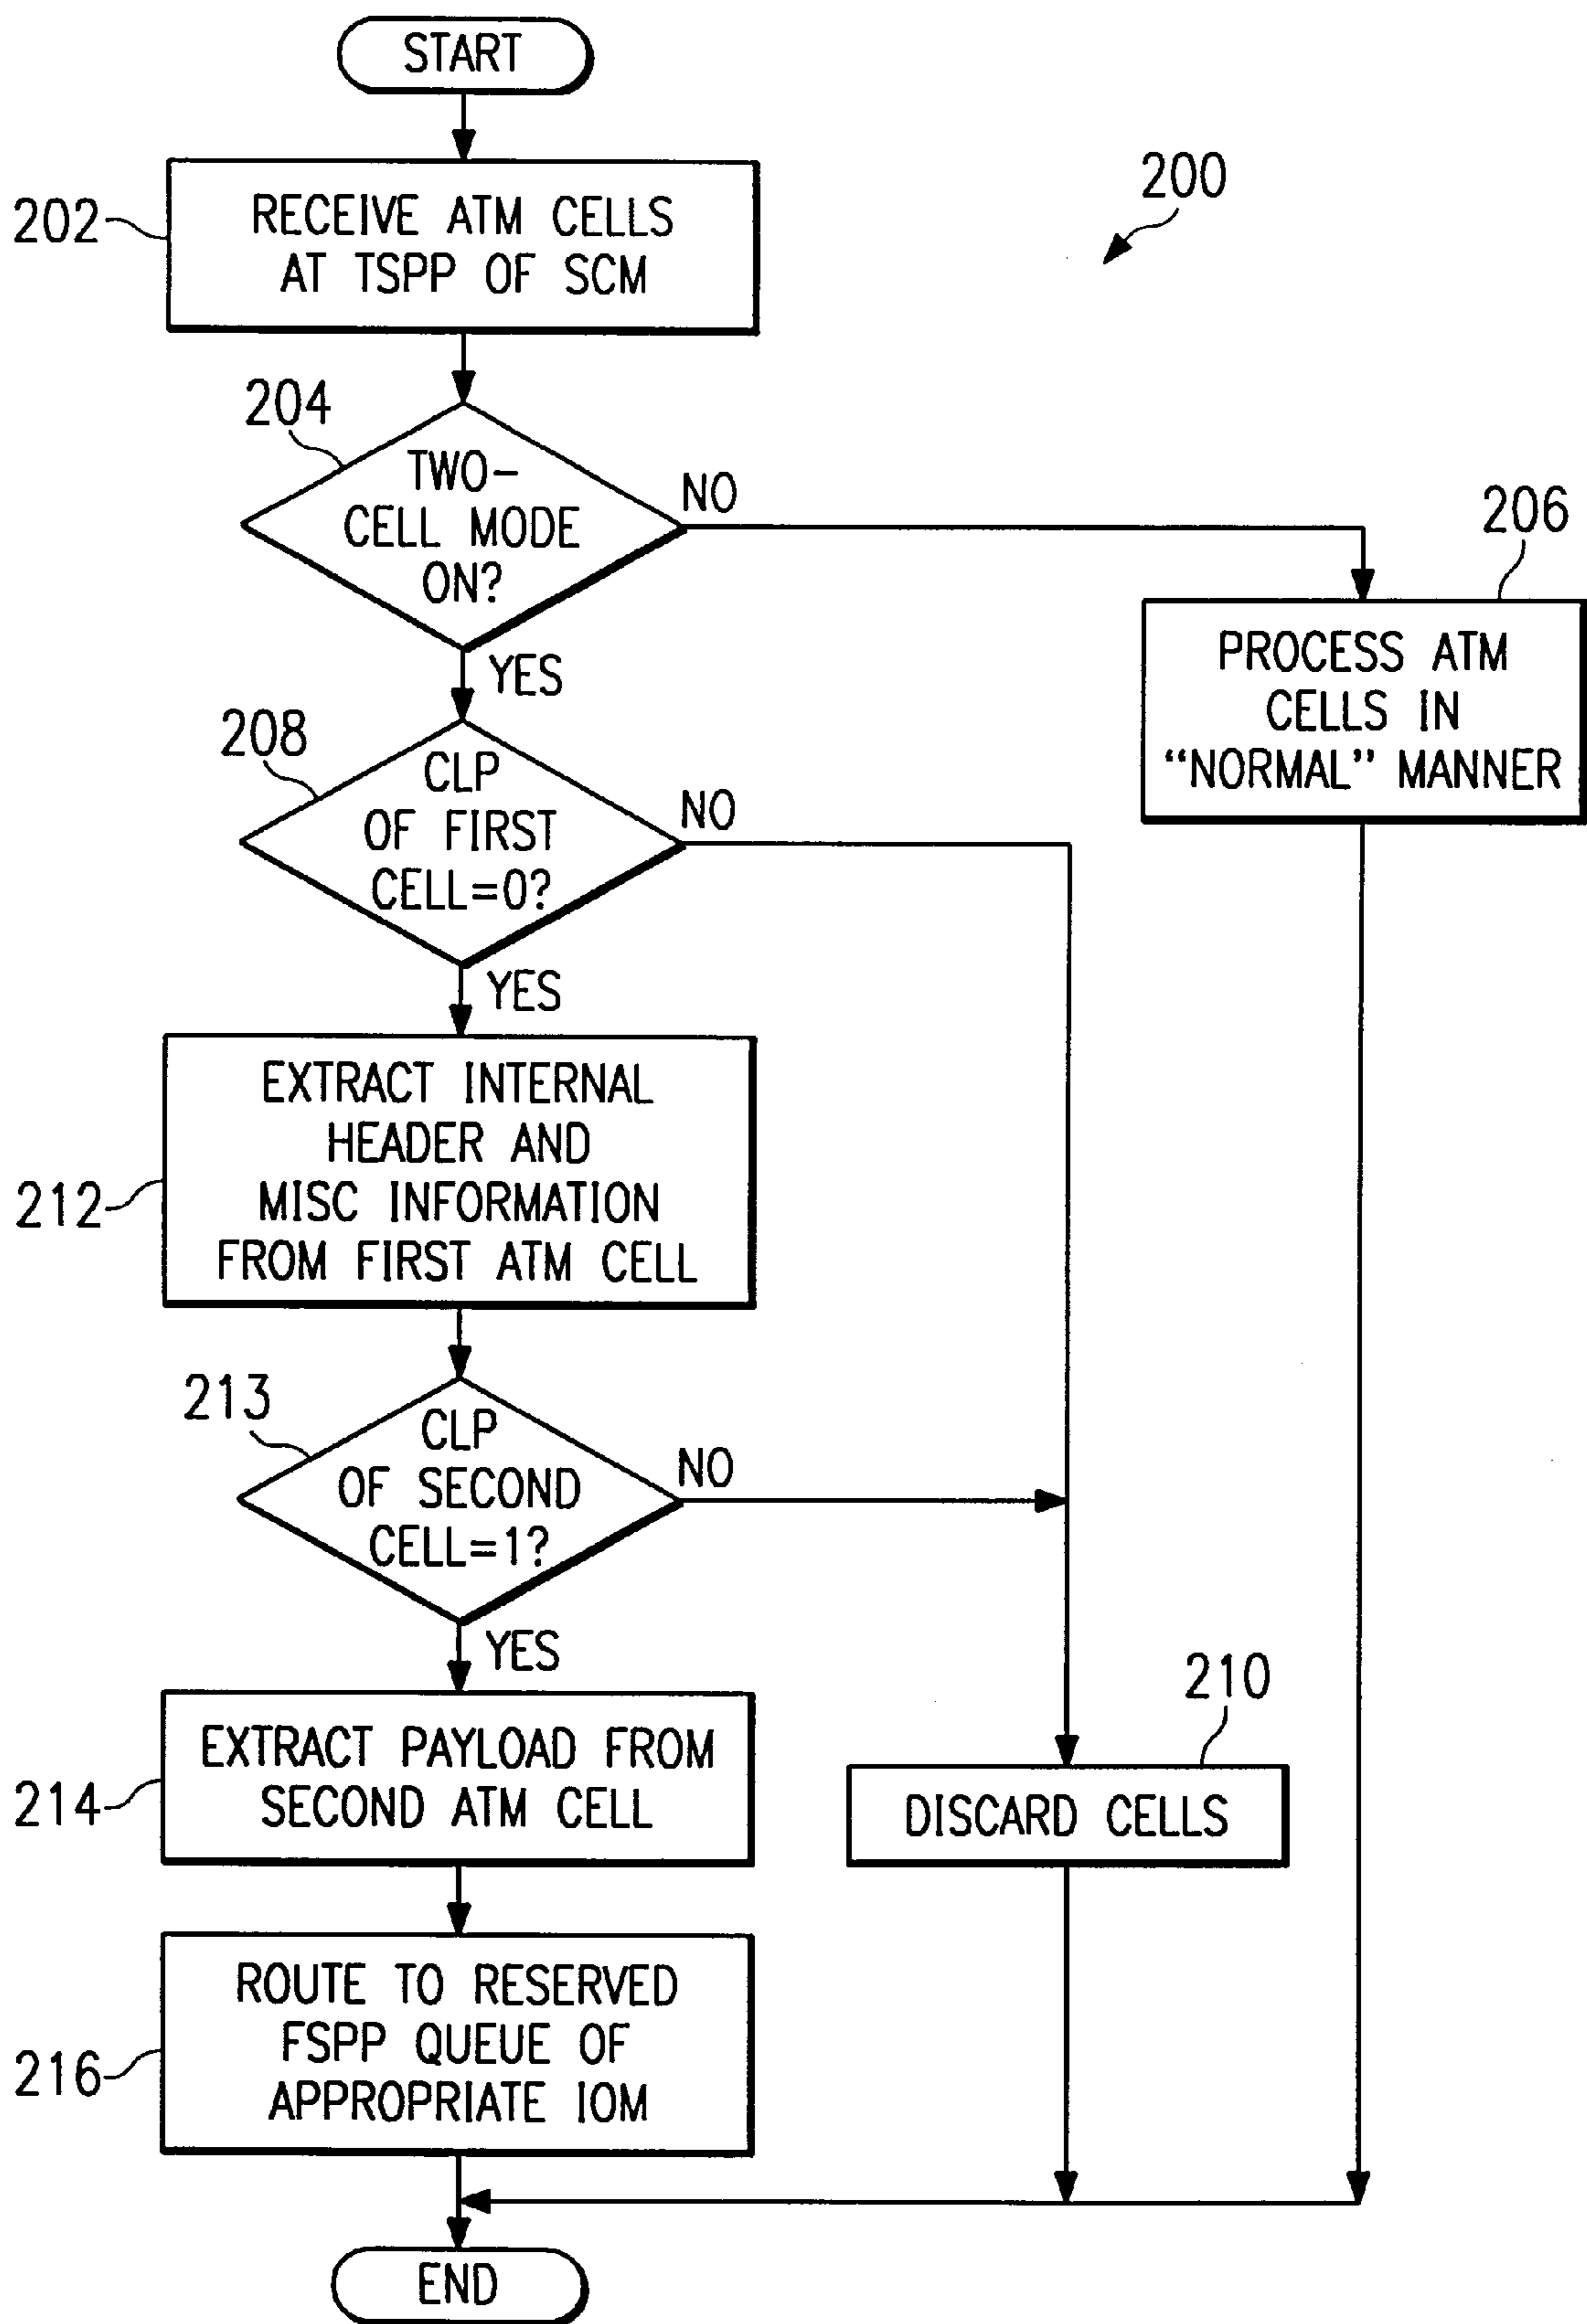 START
200
202
RECEIVE ATM CELLS
AT TSPP OF SCM
204
TWO-
CELL MODE
ON?
NO
YES
206
PROCESS ATM
CELLS IN
“NORMAL” MANNER
208
CLP
OF FIRST
CELL=0?
NO
YES
212
EXTRACT INTERNAL
HEADER AND
MISC INFORMATION
FROM FIRST ATM CELL
213
CLP
OF SECOND
CELL=1?
NO
YES
210
DISCARD CELLS
214
EXTRACT PAYLOAD FROM
SECOND ATM CELL
216
ROUTE TO RESERVED
FSPP QUEUE OF
APPROPRIATE IOM
END